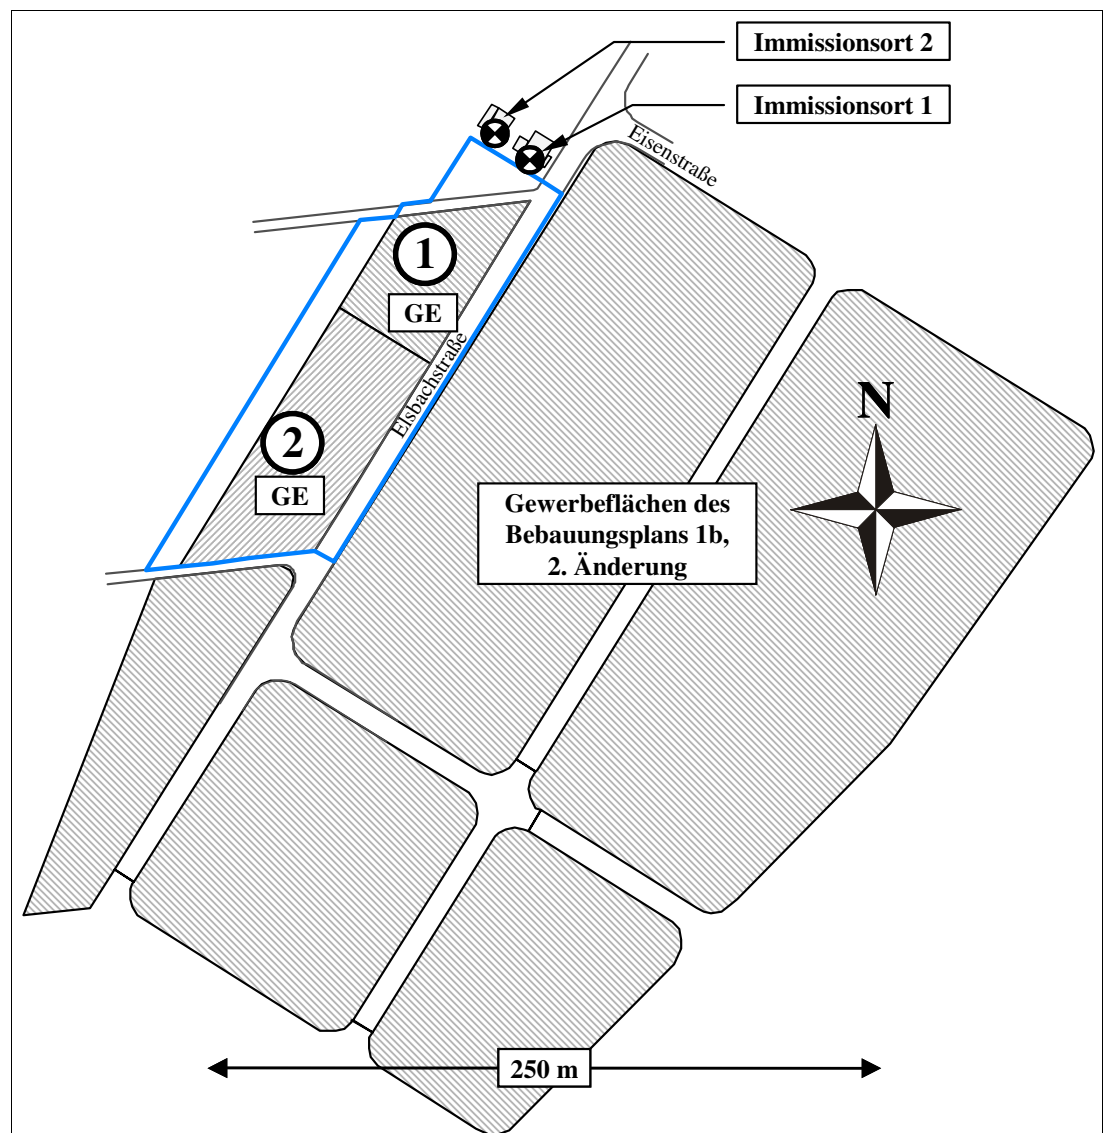 Immissionsort 2
Immissionsort 1
Eisenstraße
1
GE
Elsbachstraße
N
2
GE
Gewerbeflächen des
Bebauungsplans 1b,
2. Änderung
250 m